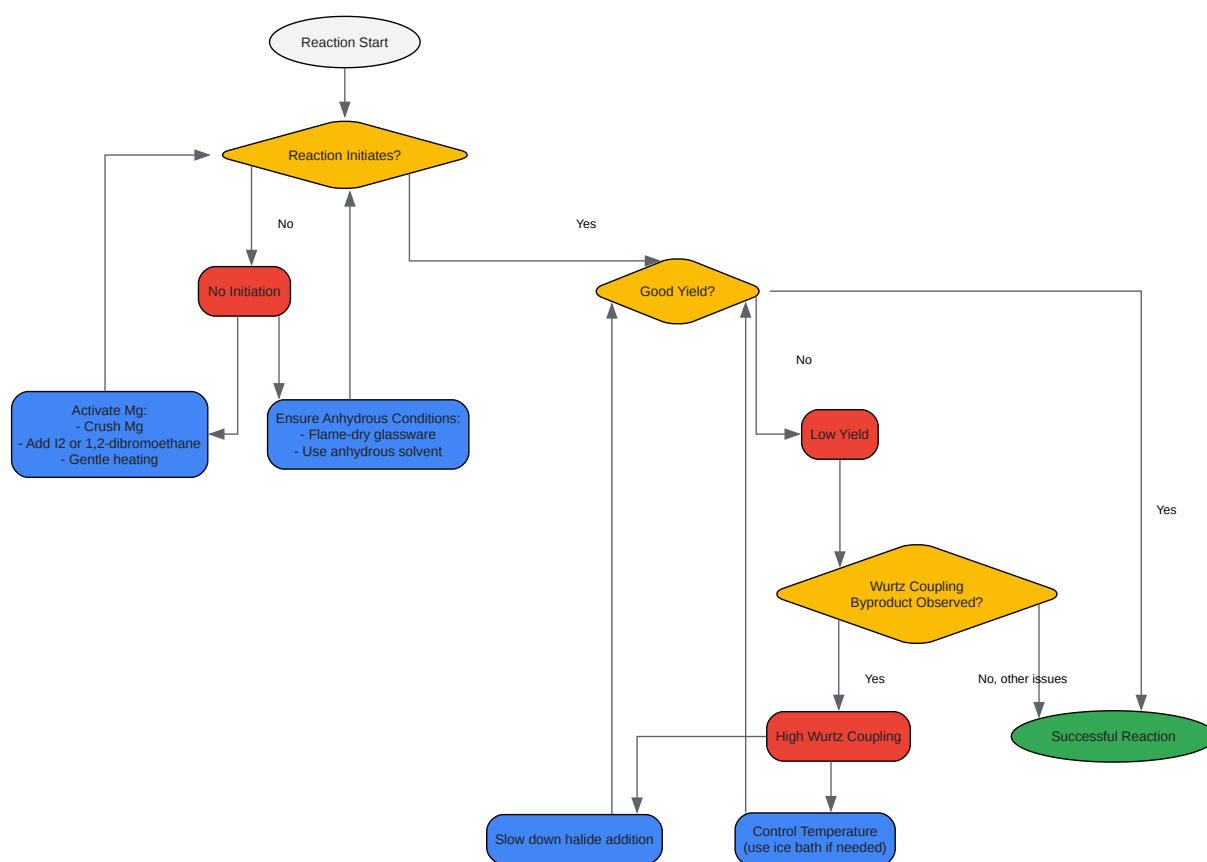 Reaction Start
Reaction Initiates?
No
Yes
No Initiation
Good Yield?
No
Activate Mg:
- Crush Mg
- Add I2 or 1,2-dibromoethane
- Gentle heating
Ensure Anhydrous Conditions:
- Flame-dry glassware
- Use anhydrous solvent
Low Yield
Yes
Wurtz Coupling
Byproduct Observed?
Yes
No, other issues
High Wurtz Coupling
Successful Reaction
Slow down halide addition
Control Temperature
(use ice bath if needed)